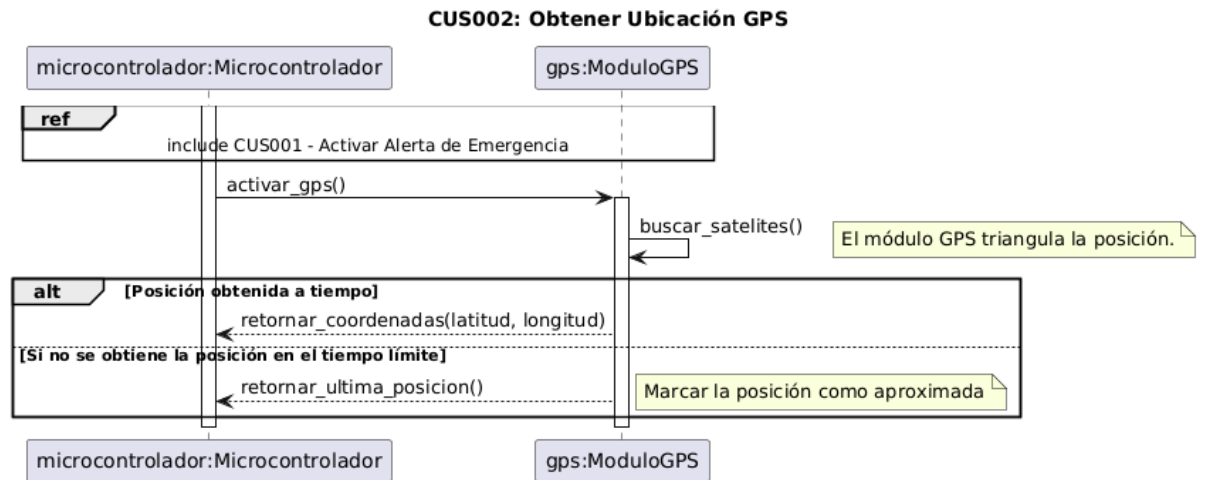 CUS002: Obtener Ubicación GPS
microcontrolador:Microcontrolador
gps:ModuloGPS
ref
include CUS001 - Activar Alerta de Emergencia
activar_gps()
buscar_satelites()
El módulo GPS triangula la posición.
alt
[Posición obtenida a tiempo]
retornar_coordenadas(latitud, longitud)
[Si no se obtiene la posición en el tiempo límite]
retornar_ultima_posicion()
Marcar la posición como aproximada
microcontrolador:Microcontrolador
gps:ModuloGPS